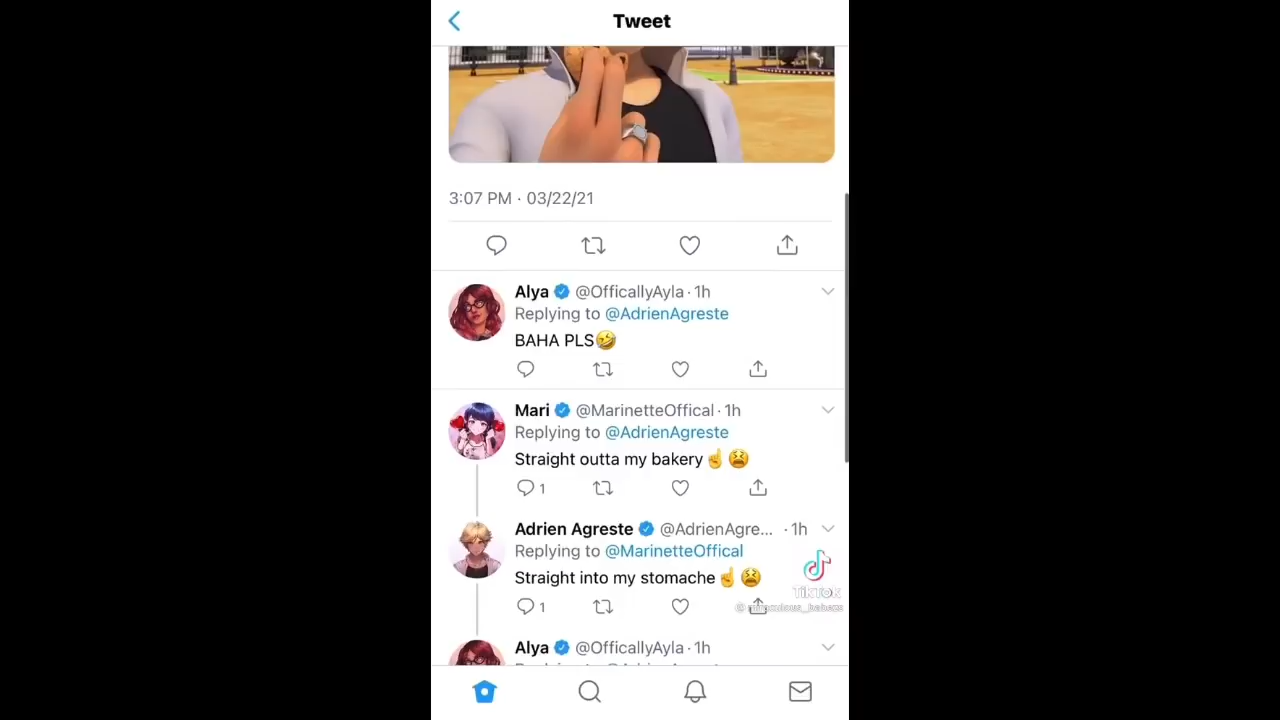 Tweet
3:07 PM · 03/22/21
Alya @OfficallyAyla · 1h
Replying to @AdrienAgreste
BAHA PLS🤣
Mari @MarinetteOffical · 1h
Replying to @AdrienAgreste
Straight outta my bakery☝️😫
1
Adrien Agreste @AdrienAgre... · 1h
Replying to @MarinetteOffical
Straight into my stomache☝️😫
1
TikTok
Alya @OfficallyAyla · 1h